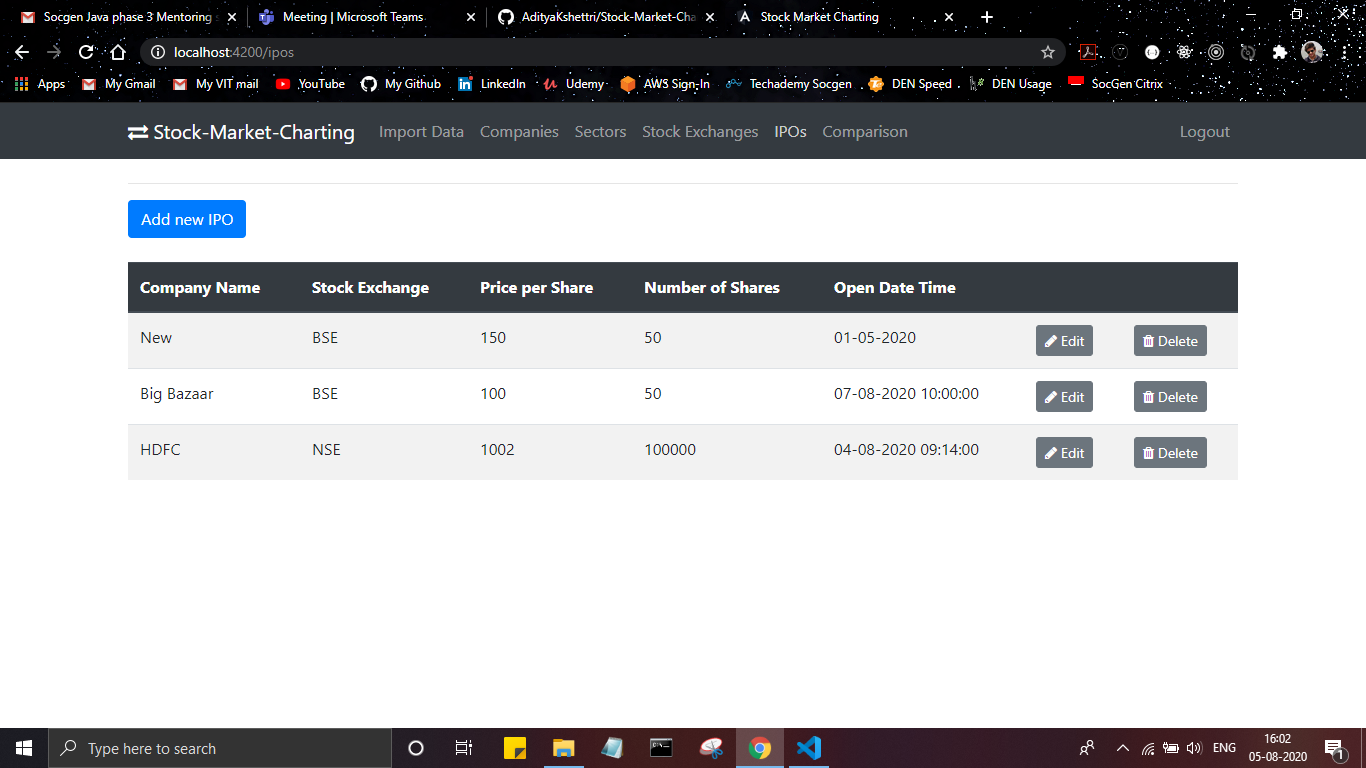 Socgen Java phase 3 Mentoring Meeting | Microsoft Teams AdityaKshettri/Stock-Market-Cha Stock Market Charting
localhost:4200/ipos
Apps My Gmail My VIT mail YouTube My Github LinkedIn Udemy AWS Sign-In Techademy Socgen DEN Speed DEN Usage SocGen Citrix
Stock-Market-Charting Import Data Companies Sectors Stock Exchanges IPOs Comparison Logout
Add new IPO
Company Name Stock Exchange Price per Share Number of Shares Open Date Time
New BSE 150 50 01-05-2020 Edit Delete
Big Bazaar BSE 100 50 07-08-2020 10:00:00 Edit Delete
HDFC NSE 1002 100000 04-08-2020 09:14:00 Edit Delete
Type here to search ENG 16:02
05-08-2020 1